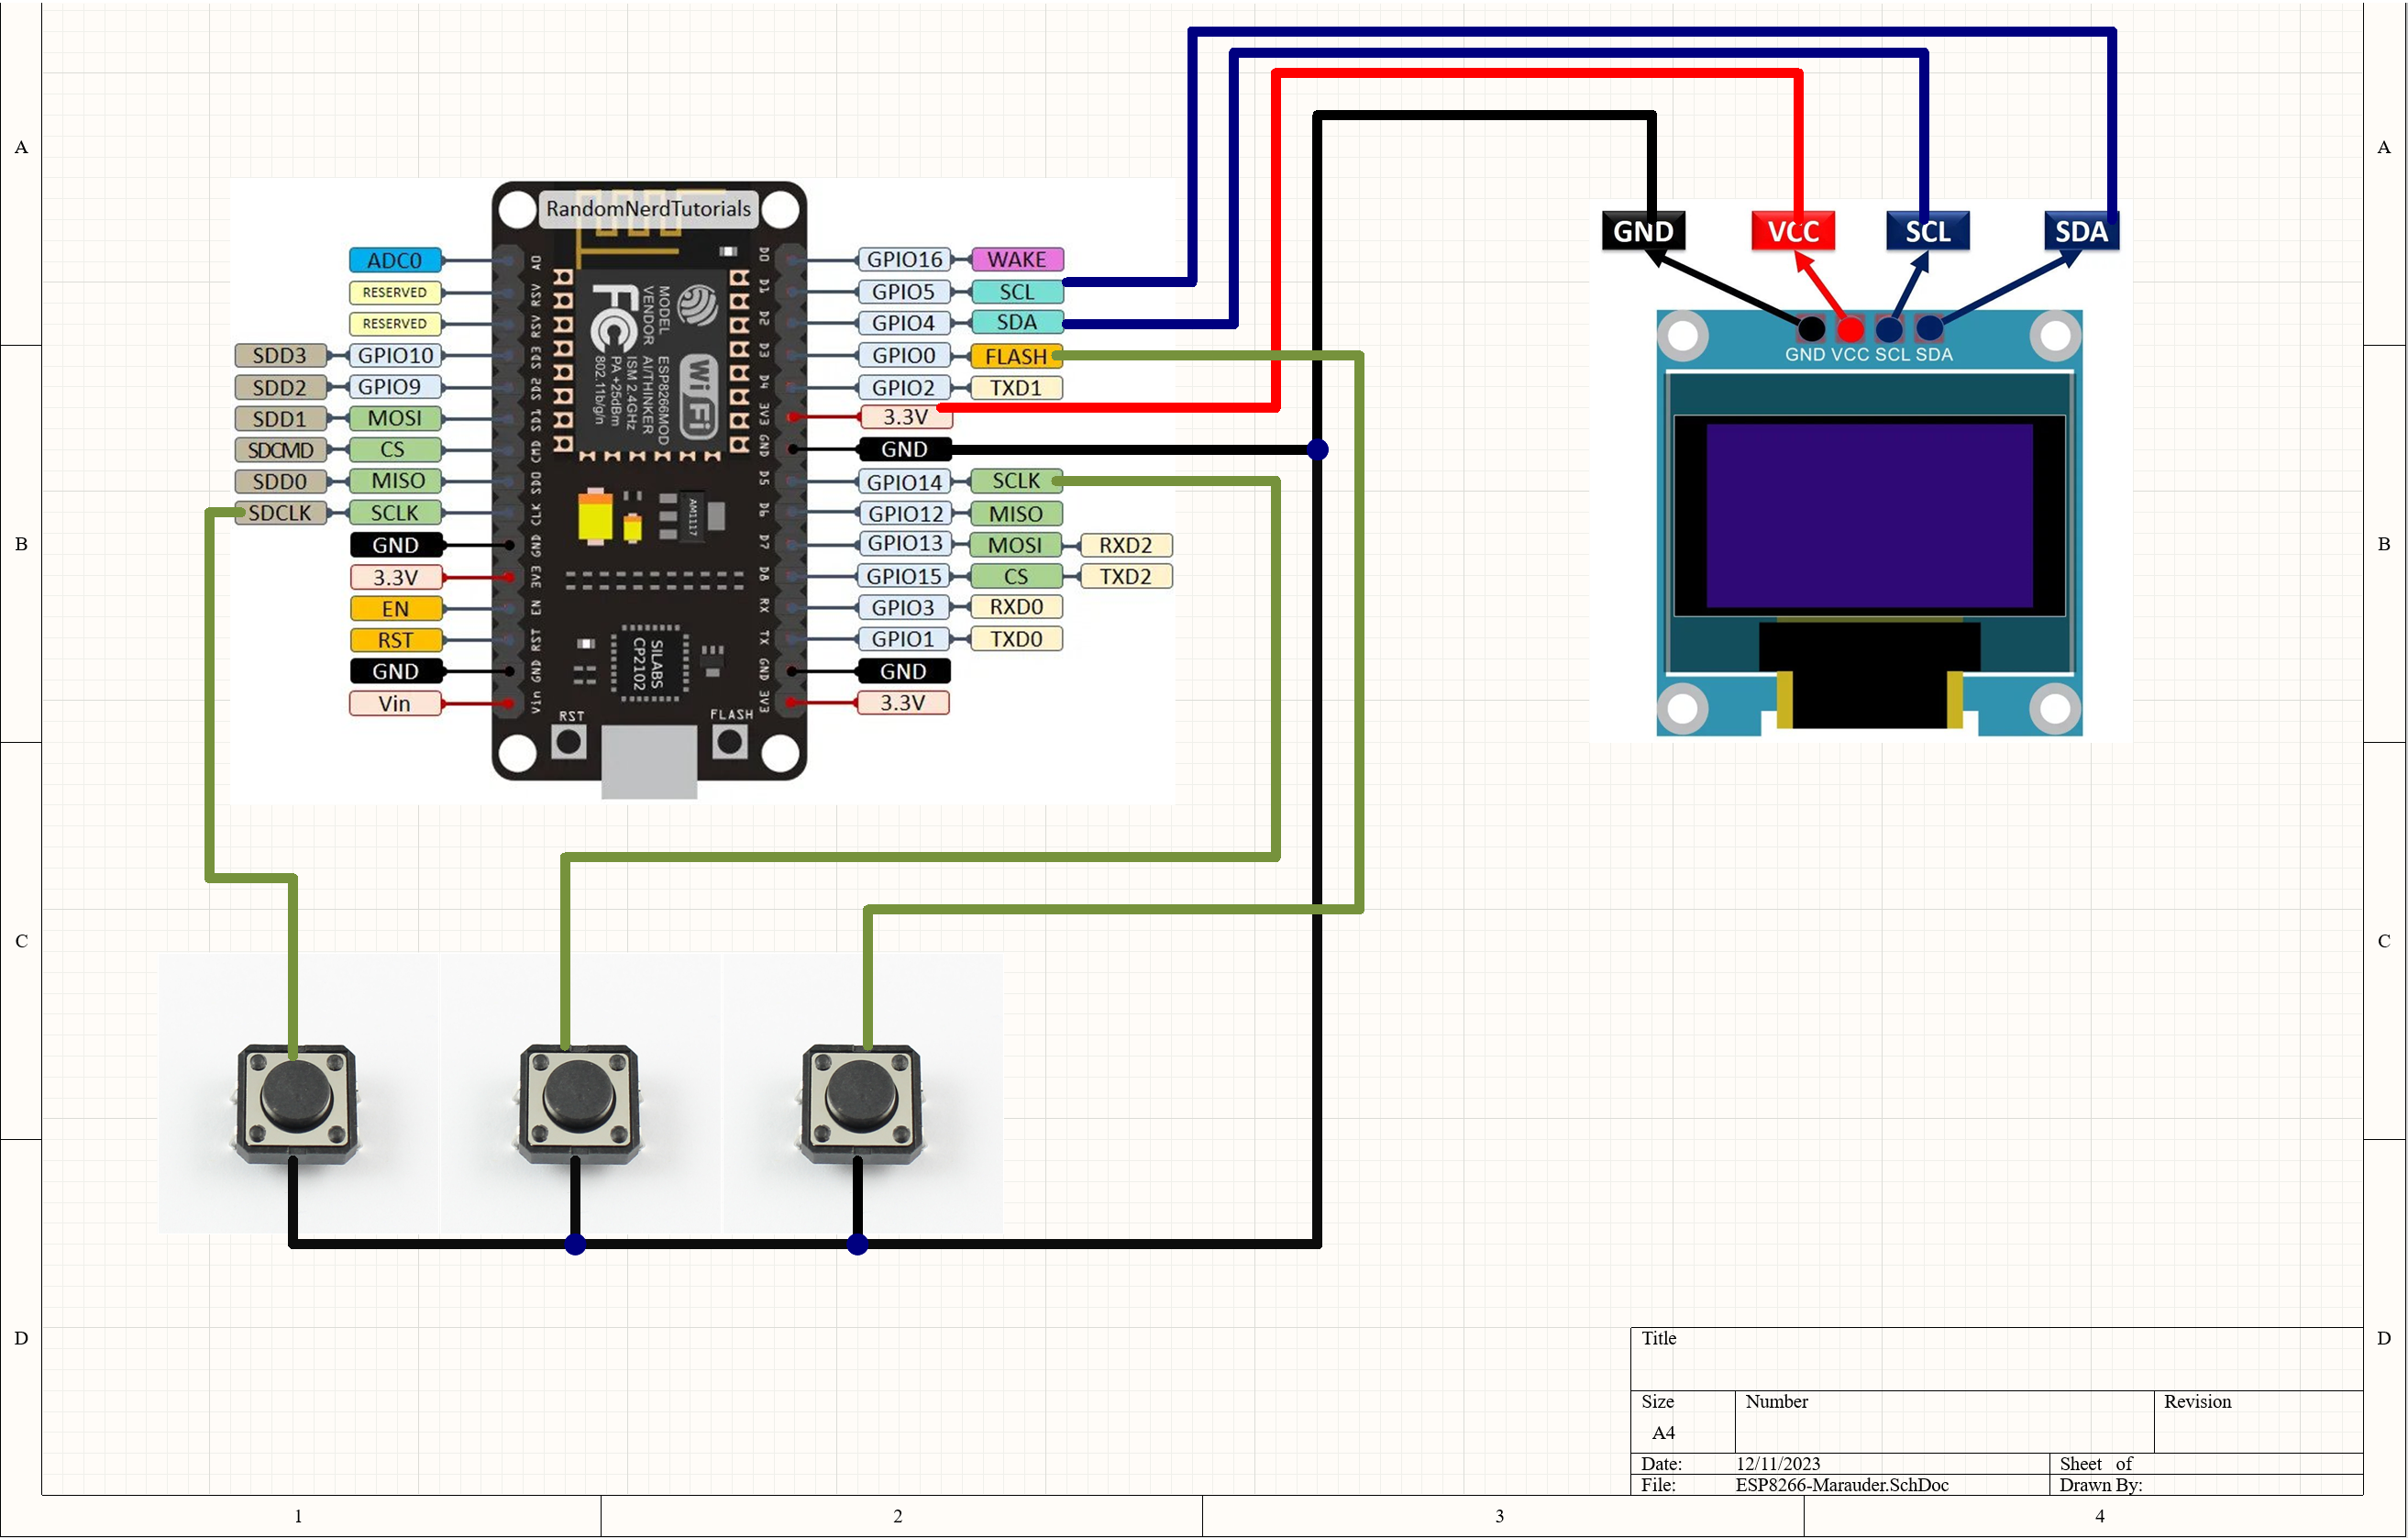 A
A
GND
VCC
SCL
SDA
RandomNerdTutorials
ADC0
A0
D0
GPIO16
WAKE
RESERVED
RSV
D1
GPIO5
SCL
RESERVED
RSV
D2
GPIO4
SDA
SDD3
GPIO10
SD3
D3
GPIO0
FLASH
SDD2
GPIO9
SD2
D4
GPIO2
TXD1
SDD1
MOSI
SD1
3V3
3.3V
SDCMD
CS
CMD
GND
GND
SDD0
MISO
SD0
D5
GPIO14
SCLK
SDCLK
SCLK
CLK
D6
GPIO12
MISO
GND
GND
D7
GPIO13
MOSI
RXD2
3.3V
3V3
D8
GPIO15
CS
TXD2
EN
EN
RX
GPIO3
RXD0
RST
RST
TX
GPIO1
TXD0
GND
GND
GND
GND
Vin
Vin
3V3
3.3V
MODEL
VENDOR
ESP8266MOD
AI/THINKER
ISM 2.4GHz
PA +25dBm
802.11b/g/n
FC
Wi Fi
AM1117
SILABS
CP2102
RST
FLASH
GND VCC SCL SDA
B
B
C
C
D
D
Title
Size
Number
Revision
A4
Date:
12/11/2023
Sheet of
File:
ESP8266-Marauder.SchDoc
Drawn By:
1
2
3
4